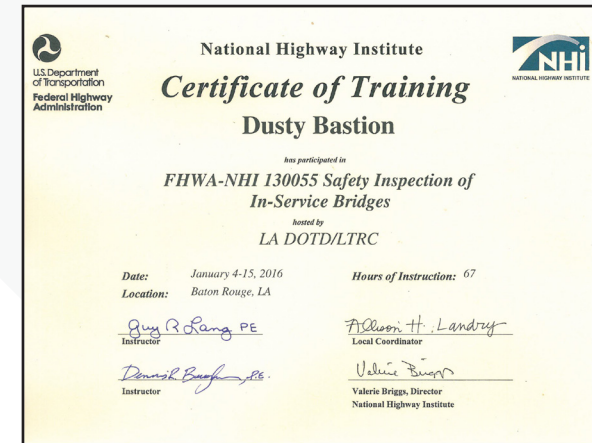 U.S. Department
of Transportation
Federal Highway
Administration
National Highway Institute
NHI
NATIONAL HIGHWAY INSTITUTE
Certificate of Training
Dusty Bastion
has participated in
FHWA-NHI 130055 Safety Inspection of
In-Service Bridges
hosted by
LA DOTD/LTRC
Date: January 4-15, 2016
Hours of Instruction: 67
Location: Baton Rouge, LA
Guy R Lang PE
Instructor
Allison H. Landry
Local Coordinator
Dennis R. P.E.
Instructor
Valerie Briggs
Valerie Briggs, Director
National Highway Institute